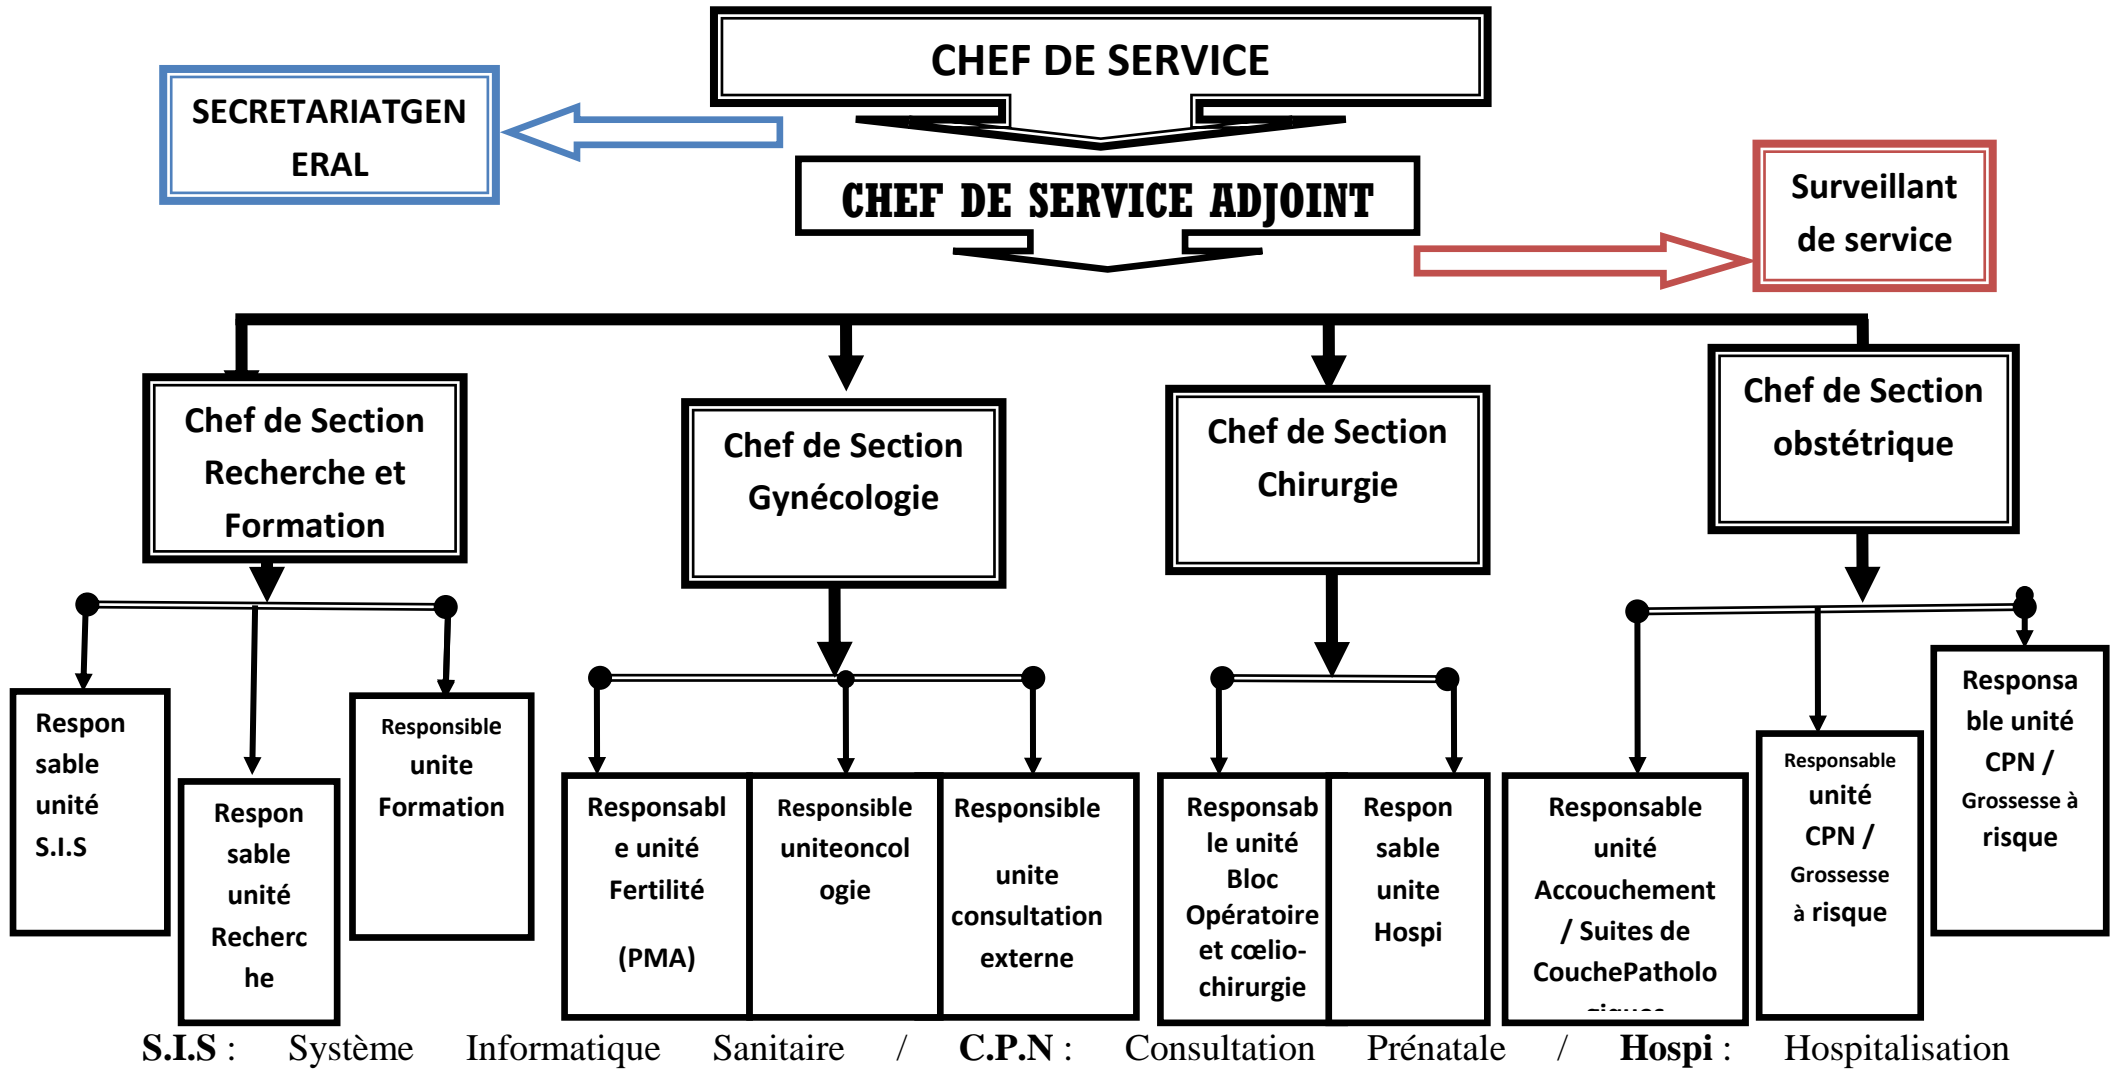 CHEF DE SERVICE
SECRETARIATGEN
ERAL
CHEF DE SERVICE ADJOINT
Surveillant
de service
Chef de Section
Recherche et
Formation
Chef de Section
Gynécologie
Chef de Section
Chirurgie
Chef de Section
obstétrique
Respon
sable
unité
S.I.S
Respon
sable
unité
Recherc
he
Responsible
unite
Formation
Responsabl
e unité
Fertilité
(PMA)
Responsible
uniteoncol
ogie
Responsible
unite
consultation
externe
Responsab
le unité
Bloc
Opératoire
et cœlio-
chirurgie
Respon
sable
unite
Hospi
Responsable
unité
Accouchement
/ Suites de
CouchePatholo
giques
Responsable
unité
CPN /
Grossesse
à risque
Responsa
ble unité
CPN /
Grossesse à
risque
S.I.S : Système Informatique Sanitaire / C.P.N : Consultation Prénatale / Hospi : Hospitalisation